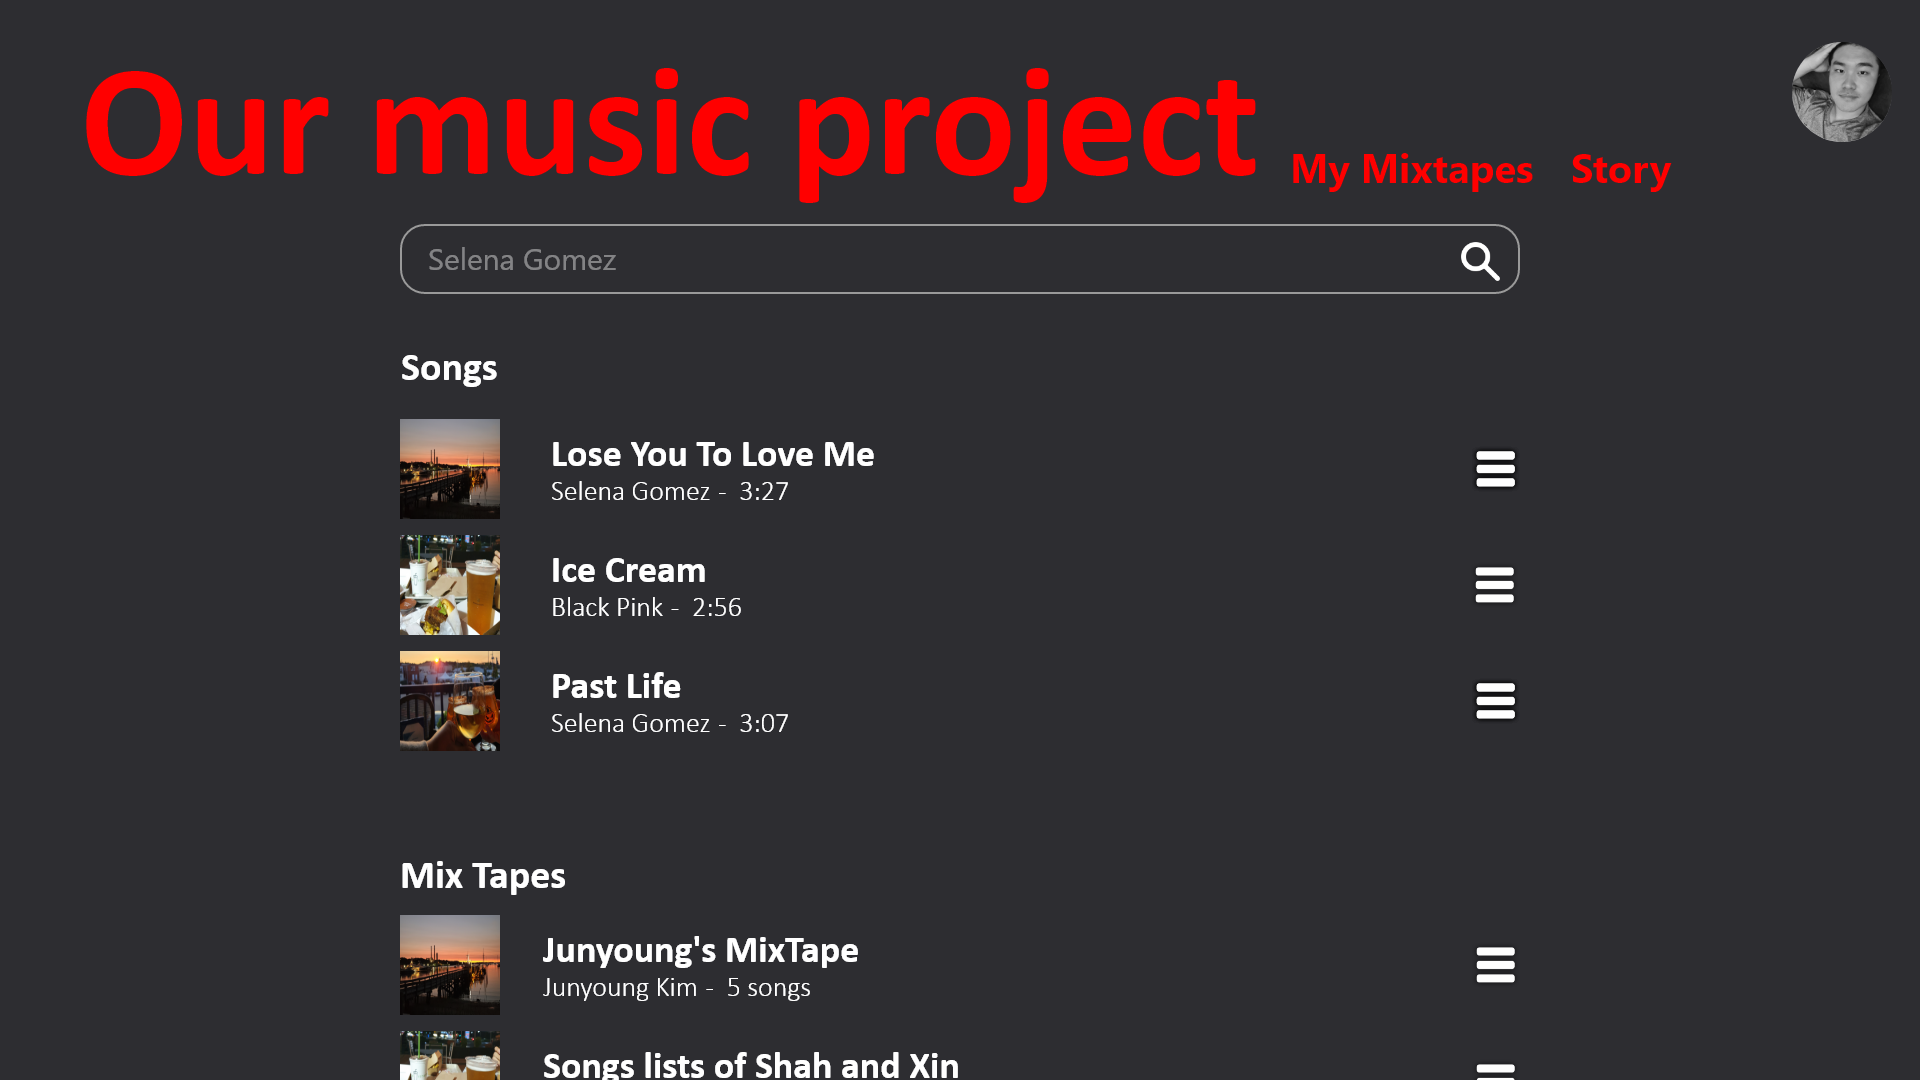 Our music project
My Mixtapes Story
Selena Gomez
Songs
Lose You To Love Me
Selena Gomez - 3:27
Ice Cream
Black Pink - 2:56
Past Life
Selena Gomez - 3:07
Mix Tapes
Junyoung's MixTape
Junyoung Kim - 5 songs
Songs lists of Shah and Xin